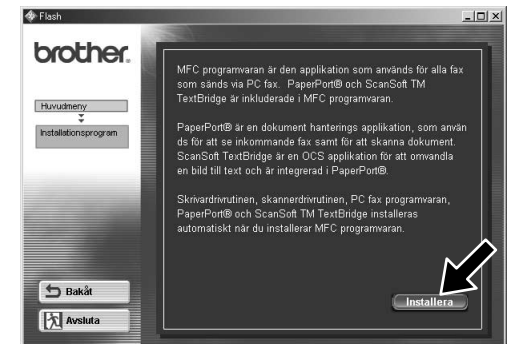 Flash
brother.
Huvudmeny
Installationsprogram
MFC programvaran är den applikation som används för alla fax
som sänds via PC fax. PaperPort® och ScanSoft TM
TextBridge är inkluderade i MFC programvaran.
PaperPort® är en dokument hanterings applikation, som använ
ds för att se inkommande fax samt för att skanna dokument.
ScanSoft TextBridge är en OCS applikation för att omvandla
en bild till text och är integrerad i PaperPort®.
Skrivardrivrutinen, skannerdrivrutinen, PC fax programvaran,
PaperPort® och ScanSoft TM TextBridge installeras
automatiskt när du installerar MFC programvaran.
Bakåt
Installera
Avsluta